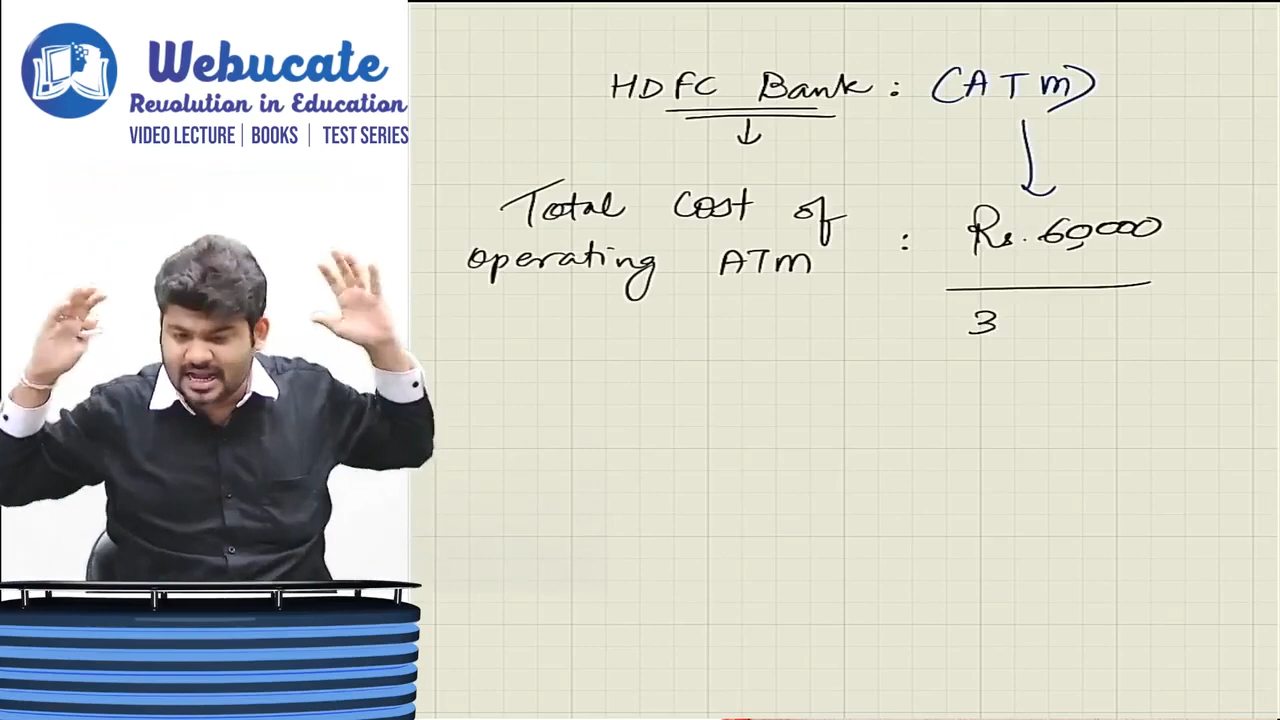 Webucate
Revolution in Education
VIDEO LECTURE | BOOKS | TEST SERIES
HDFC Bank : (ATM)
Total Cost of
operating ATM : Rs. 60,000
3